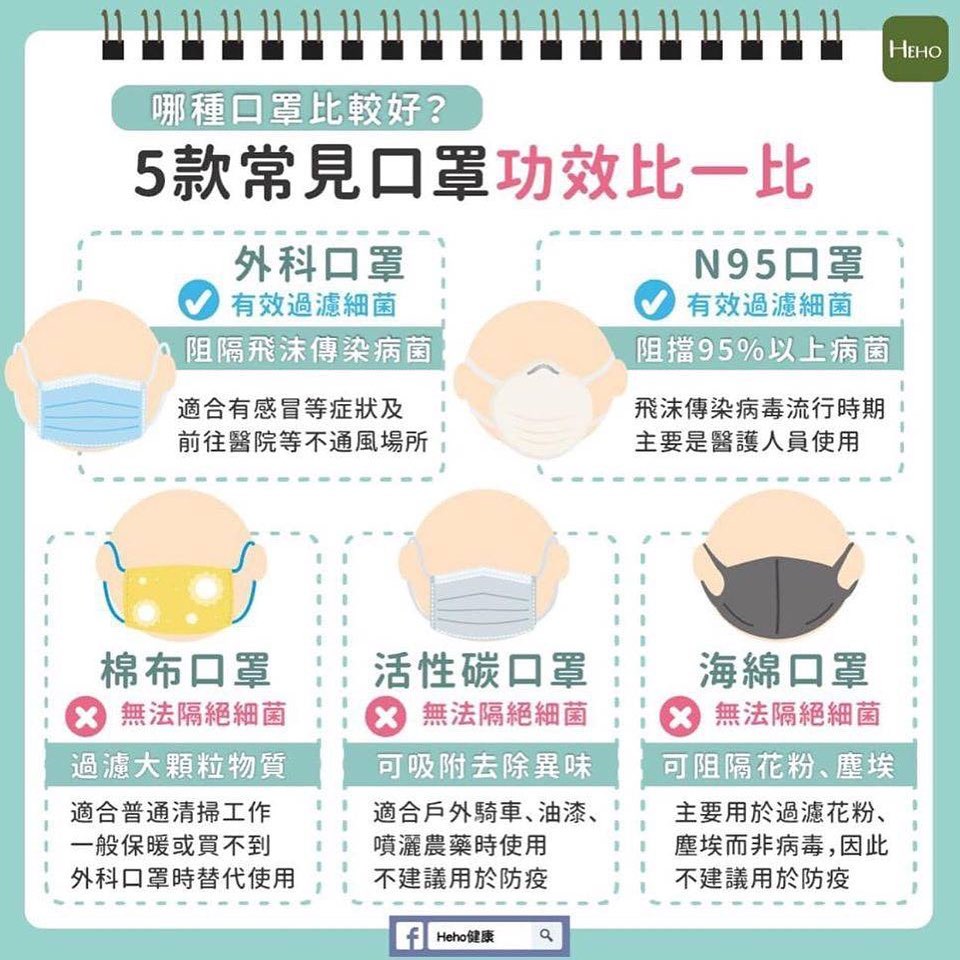 HEHO
哪種口罩比較好？
5款常見口罩功效比一比
外科口罩
有效過濾細菌
阻隔飛沫傳染病菌
適合有感冒等症狀及
前往醫院等不通風場所
N95口罩
有效過濾細菌
阻擋95%以上病菌
飛沫傳染病毒流行時期
主要是醫護人員使用
棉布口罩
無法隔絕細菌
過濾大顆粒物質
適合普通清掃工作
一般保暖或買不到
外科口罩時替代使用
活性碳口罩
無法隔絕細菌
可吸附去除異味
適合戶外騎車、油漆、
噴灑農藥時使用
不建議用於防疫
海綿口罩
無法隔絕細菌
可阻隔花粉、塵埃
主要用於過濾花粉、
塵埃而非病毒，因此
不建議用於防疫
f Heho健康